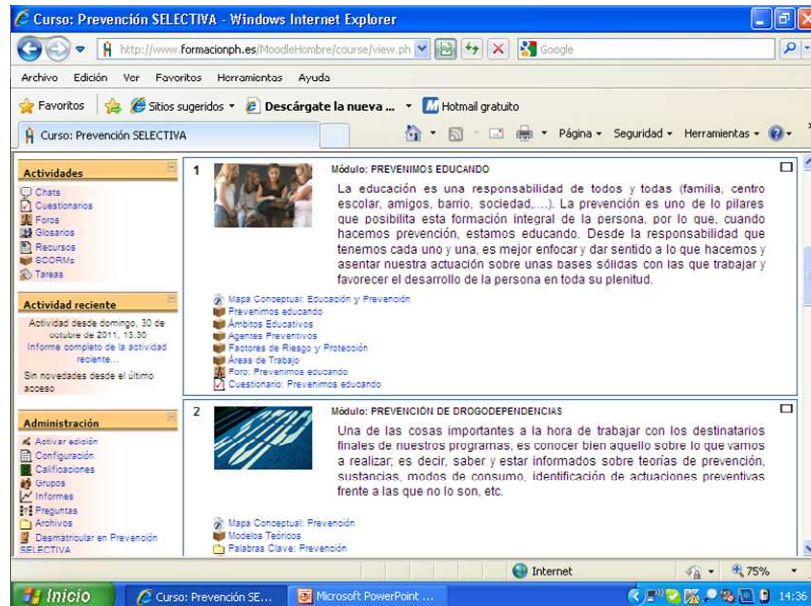 Curso: Prevención SELECTIVA - Windows Internet Explorer
http://www.formacionph.es/MoodleHombre/course/view.ph
Google
Archivo Edición Ver Favoritos Herramientas Ayuda
Favoritos Sitios sugeridos Descárgate la nueva ... Hotmail gratuito
Curso: Prevención SELECTIVA Página Seguridad Herramientas
Actividades
Chats
Cuestionarios
Foros
Glosarios
Recursos
SCORMs
Tareas
Actividad reciente
Actividad desde domingo, 30 de
octubre de 2011, 13:36
Informe completo de la actividad
reciente...
Sin novedades desde el último
acceso
Administración
Activar edición
Configuración
Calificaciones
Grupos
Informes
Preguntas
Archivos
Desmatricular en Prevención
SELECTIVA
1
Módulo: PREVENIMOS EDUCANDO
La educación es una responsabilidad de todos y todas (familia, centro
escolar, amigos, barrio, sociedad,...). La prevención es uno de lo pilares
que posibilita esta formación integral de la persona, por lo que, cuando
hacemos prevención, estamos educando. Desde la responsabilidad que
tenemos cada uno y una, es mejor enfocar y dar sentido a lo que hacemos y
asentar nuestra actuación sobre unas bases sólidas con las que trabajar y
favorecer el desarrollo de la persona en toda su plenitud.
Mapa Conceptual: Educación y Prevención
Prevenimos educando
Ámbitos Educativos
Agentes Preventivos
Factores de Riesgo y Protección
Áreas de Trabajo
Foro: Prevenimos educando
Cuestionario: Prevenimos educando
2
Módulo: PREVENCIÓN DE DROGODEPENDENCIAS
Una de las cosas importantes a la hora de trabajar con los destinatarios
finales de nuestros programas, es conocer bien aquello sobre lo que vamos
a realizar; es decir, saber y estar informados sobre teorías de prevención,
sustancias, modos de consumo, identificación de actuaciones preventivas
frente a las que no lo son, etc.
Mapa Conceptual: Prevención
Modelos Teóricos
Palabras Clave: Prevención
Internet 75%
Inicio Curso: Prevención SE... Microsoft PowerPoint ... 14:36